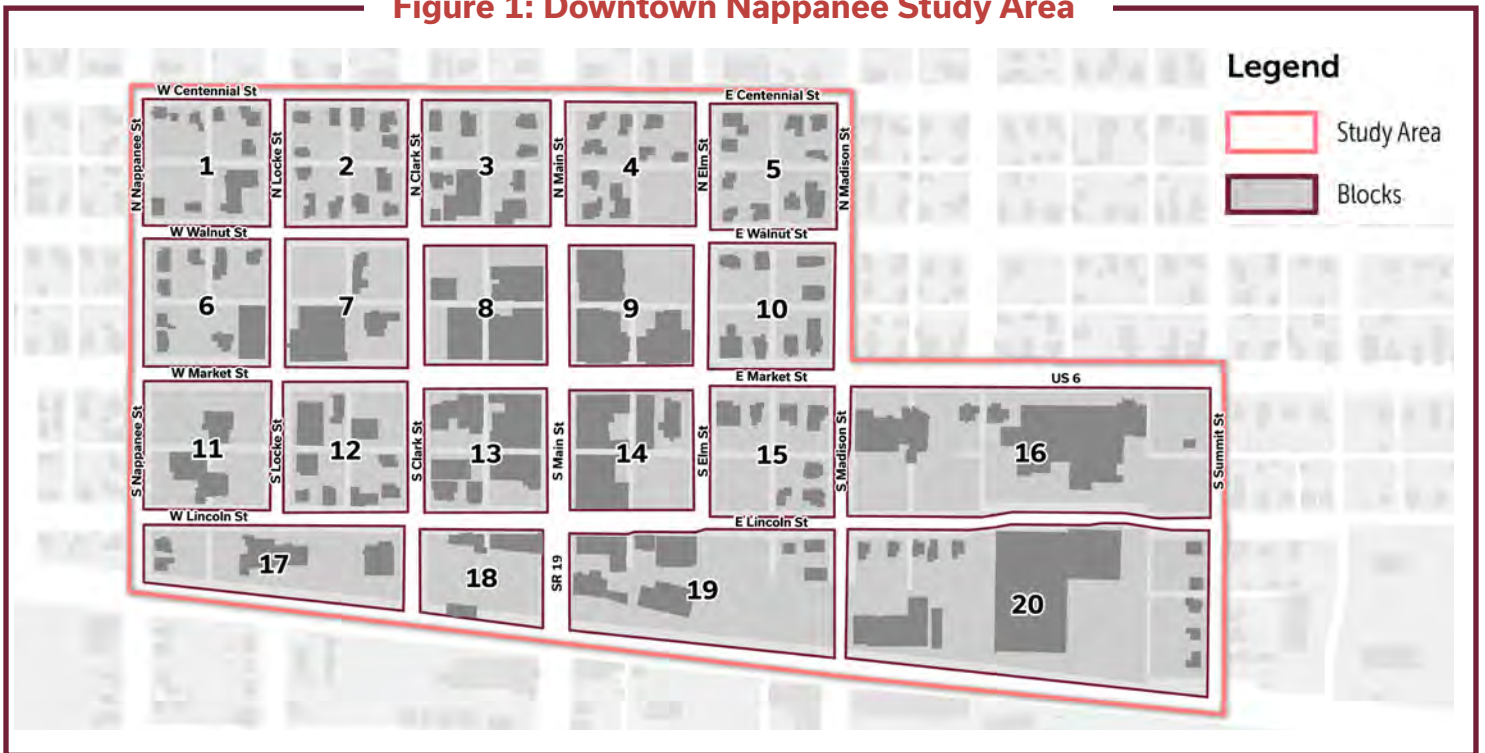 Figure 1: Downtown Nappanee Study Area
Legend
Study Area
Blocks
W Centennial St
E Centennial St
N Nappanee St
1
N Locke St
2
N Clark St
3
N Main St
4
N Elm St
5
N Madison St
W Walnut St
E Walnut St
6
7
8
9
10
W Market St
E Market St
US 6
S Nappanee St
11
S Locke St
12
S Clark St
13
S Main St
14
S Elm St
15
S Madison St
16
S Summit St
W Lincoln St
E Lincoln St
17
18
SR 19
19
20